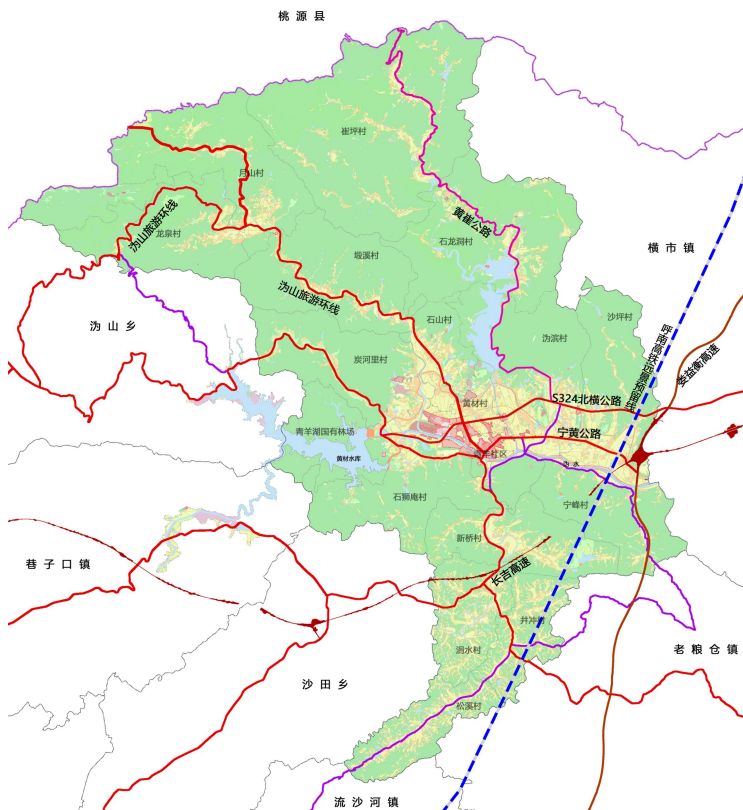 桃源县
崔坪村
月山村
黄崔公路
沩山旅游环线
龙泉村
石龙洞村
横市镇
塅溪村
沩山旅游环线
沙坪村
沩山乡
石山村
沩滨村
呼南高铁远景预留线
娄益衡高速
炭河里村
黄材村
S324北横公路
青羊湖国有林场
宁黄公路
黄材水库
沩水
石狮庵村
宁峰村
新桥村
巷子口镇
长吉高速
井冲村
涧水村
老粮仓镇
沙田乡
松溪村
流沙河镇